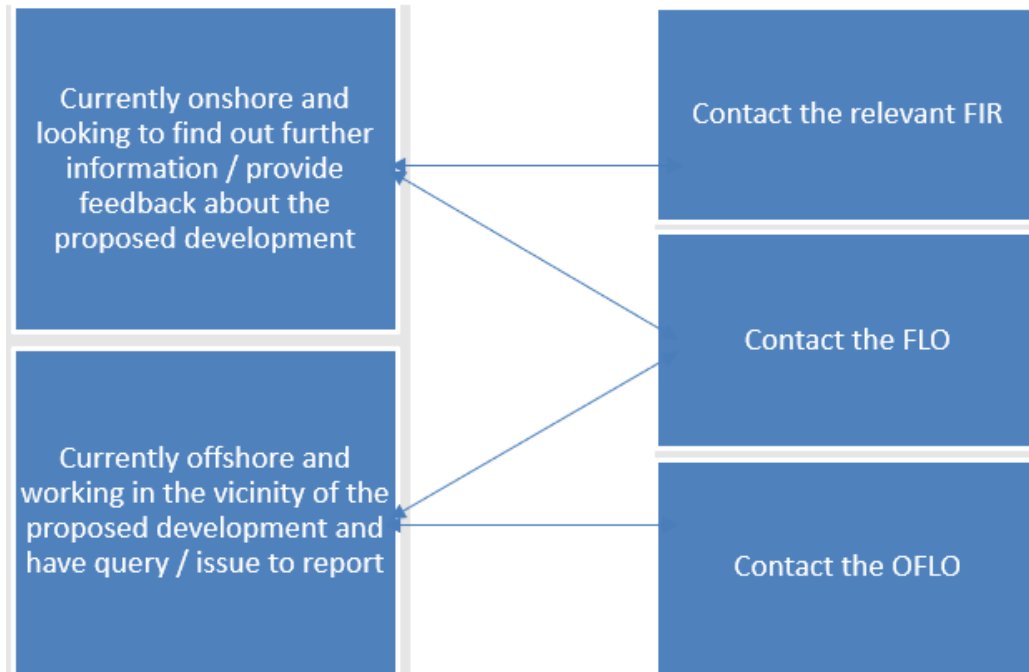 Currently onshore and
looking to find out further
information / provide
feedback about the
proposed development
Contact the relevant FIR
Contact the FLO
Currently offshore and
working in the vicinity of the
proposed development and
have query / issue to report
Contact the OFLO